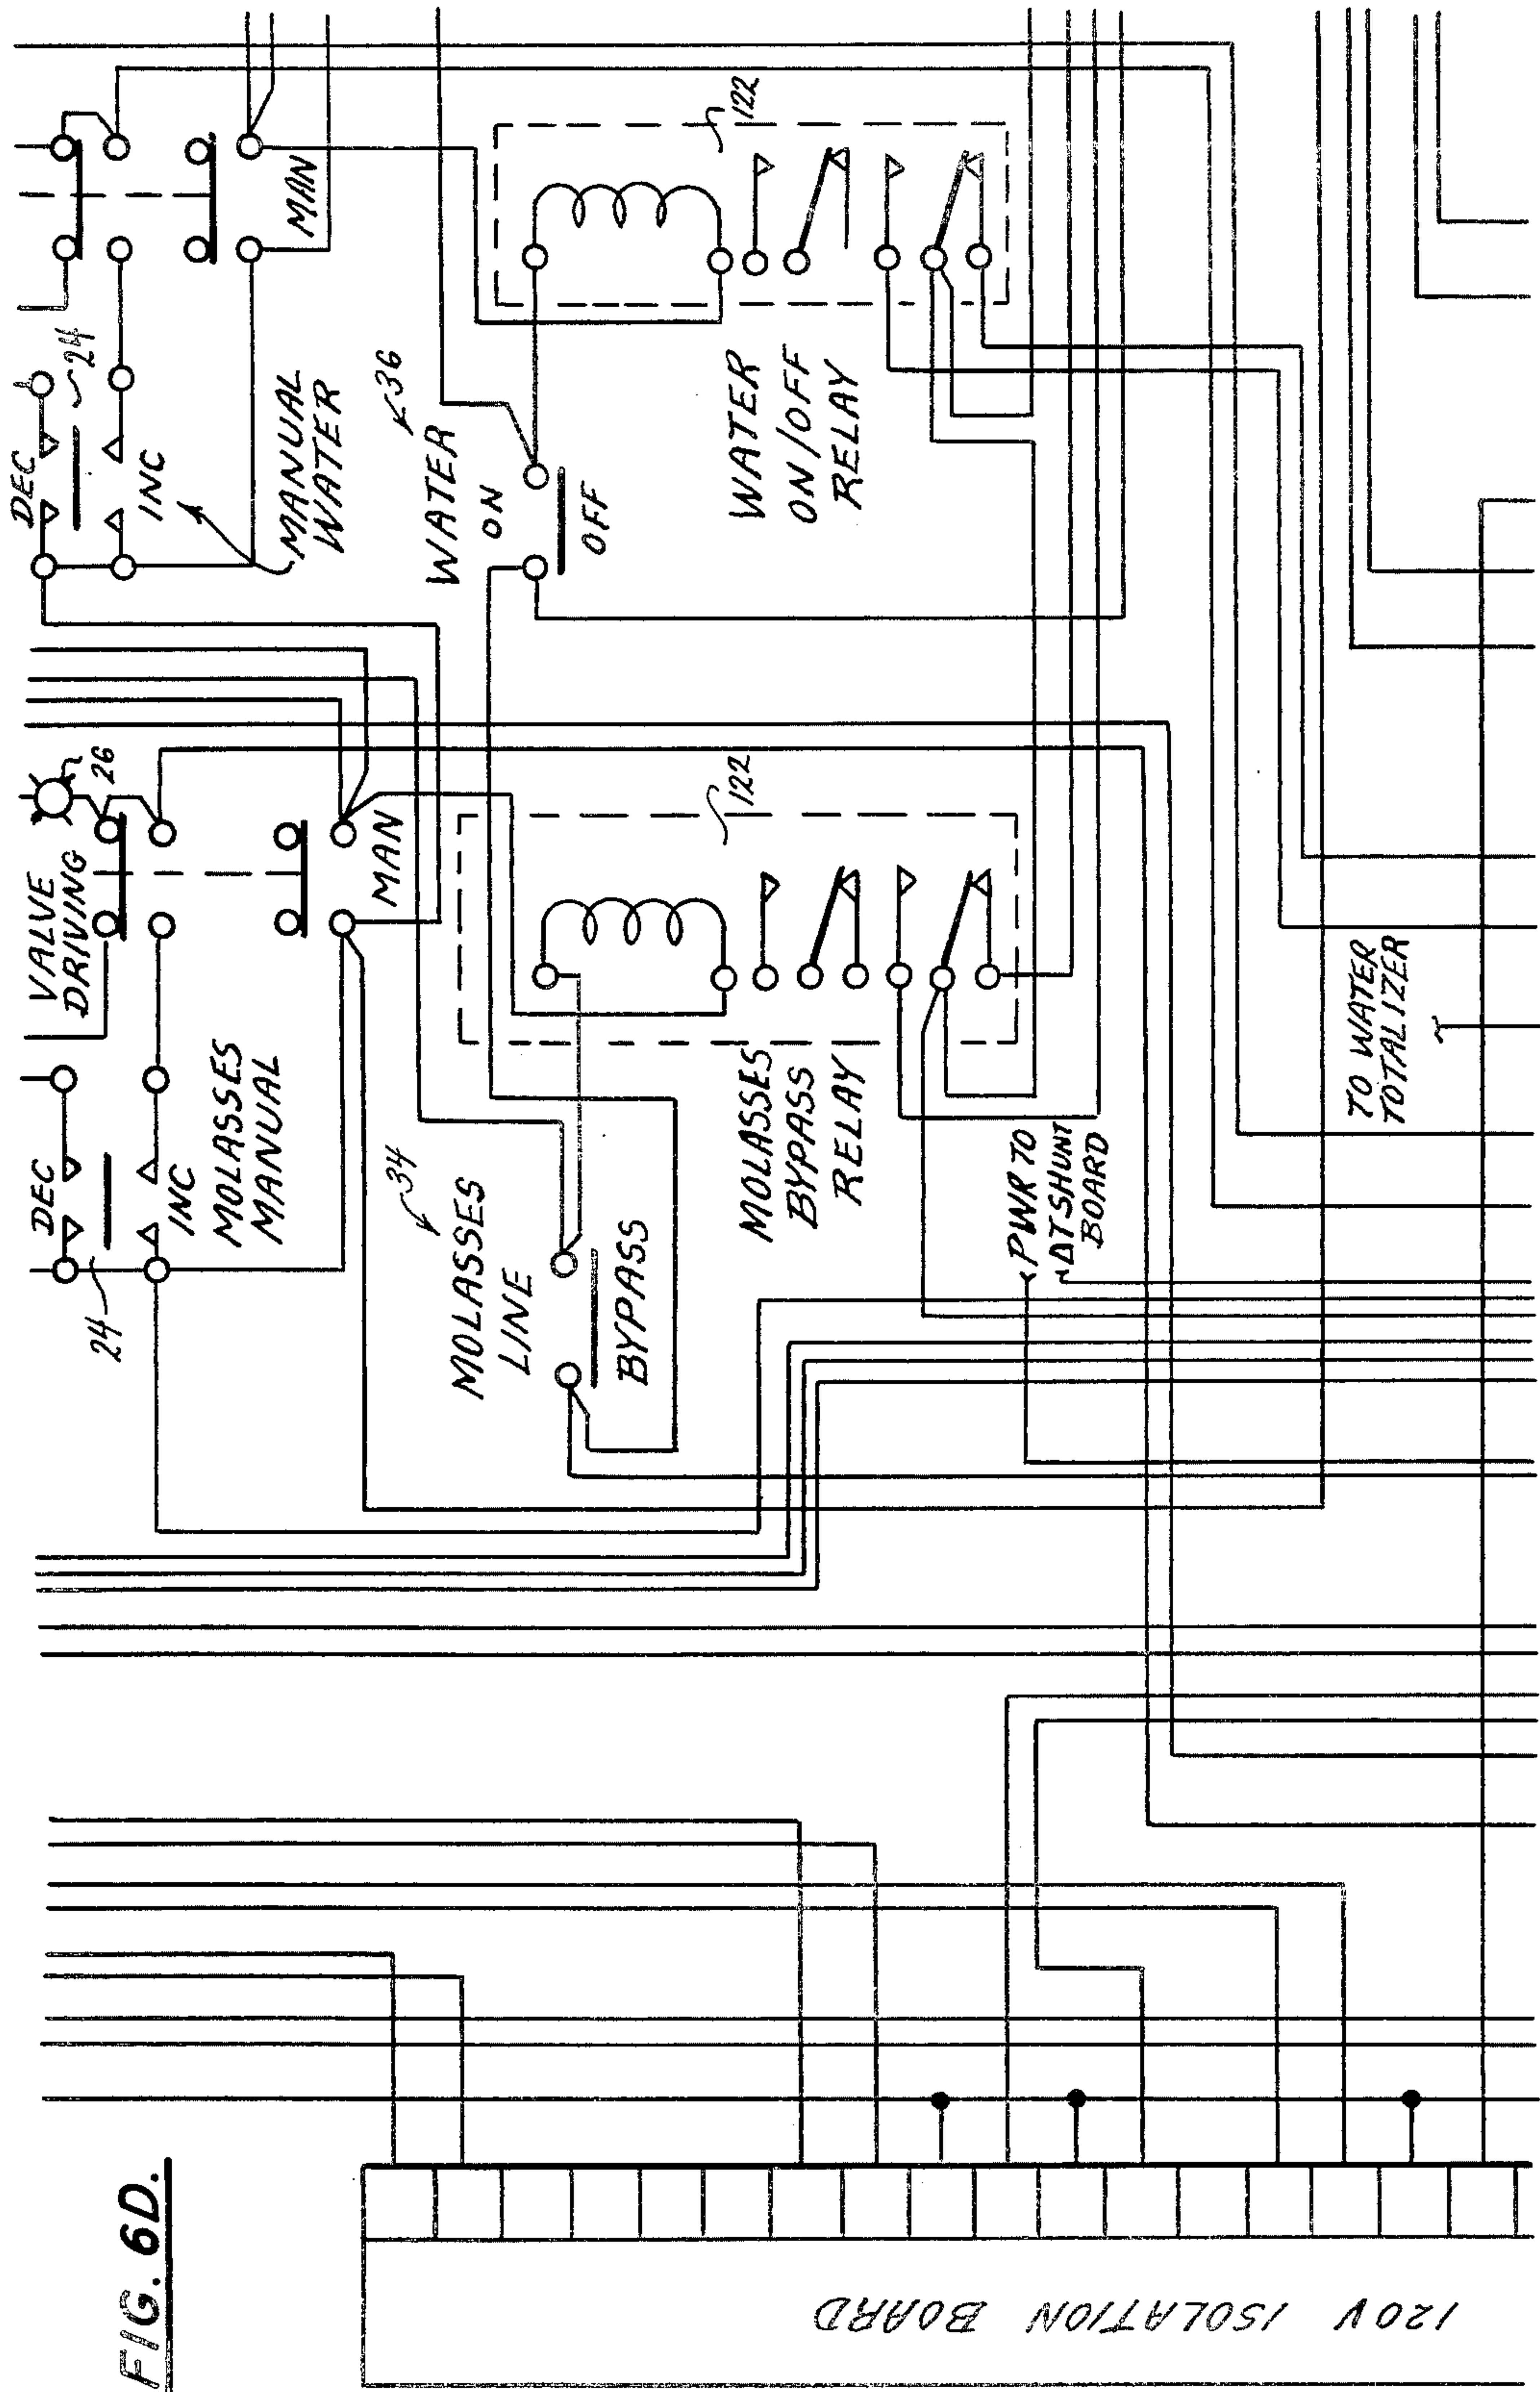 FIG. 6D.
120V ISOLATION BOARD
DEC
24
INC
MOLASSES
MANUAL
VALVE
DRIVING
26
MAN
34
MOLASSES
LINE
BYPASS
122
MOLASSES
BYPASS
RELAY
PWR TO
ΔT SHUNT
BOARD
DEC
24
INC
MANUAL
WATER
MAN
36
WATER
ON
OFF
122
WATER
ON/OFF
RELAY
TO WATER
TOTALIZER